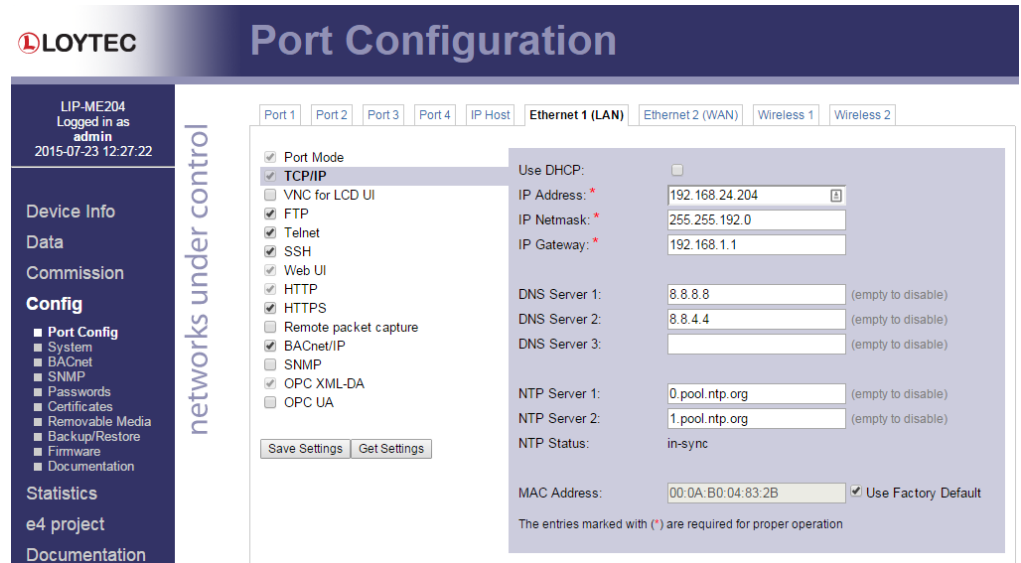 LOYTEC
Port Configuration
LIP-ME204
Logged in as
admin
2015-07-23 12:27:22
Device Info
Data
Commission
Config
Port Config
System
BACnet
SNMP
Passwords
Certificates
Removable Media
Backup/Restore
Firmware
Documentation
Statistics
e4 project
Documentation
networks under control
Port 1 Port 2 Port 3 Port 4 IP Host Ethernet 1 (LAN) Ethernet 2 (WAN) Wireless 1 Wireless 2
Port Mode
TCP/IP
VNC for LCD UI
FTP
Telnet
SSH
Web UI
HTTP
HTTPS
Remote packet capture
BACnet/IP
SNMP
OPC XML-DA
OPC UA
Save Settings Get Settings
Use DHCP:
IP Address: * 192.168.24.204
IP Netmask: * 255.255.192.0
IP Gateway: * 192.168.1.1
DNS Server 1: 8.8.8.8 (empty to disable)
DNS Server 2: 8.8.4.4 (empty to disable)
DNS Server 3: (empty to disable)
NTP Server 1: 0.pool.ntp.org (empty to disable)
NTP Server 2: 1.pool.ntp.org (empty to disable)
NTP Status: in-sync
MAC Address: 00:0A:B0:04:83:2B Use Factory Default
The entries marked with (*) are required for proper operation